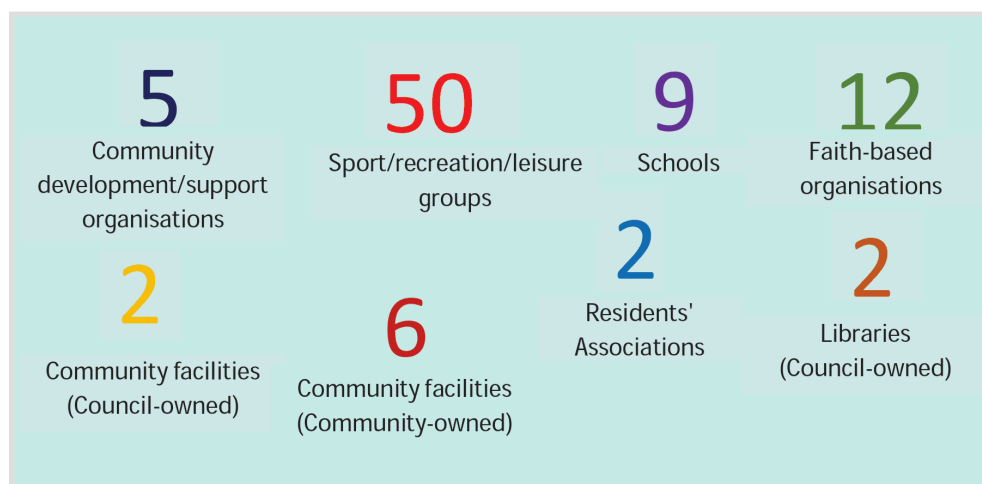 5
Community
development/support
organisations
50
Sport/recreation/leisure
groups
9
Schools
12
Faith-based
organisations
2
Community facilities
(Council-owned)
6
Community facilities
(Community-owned)
2
Residents'
Associations
2
Libraries
(Council-owned)